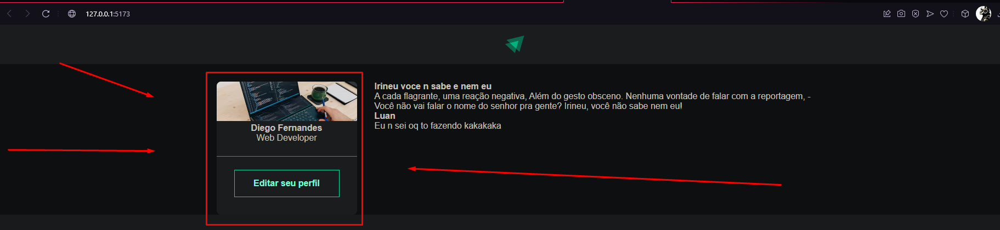 127.0.0.1:5173
Diego Fernandes
Web Developer
Editar seu perfil
Irineu voce n sabe e nem eu
A cada flagrante, uma reação negativa, Além do gesto obsceno. Nenhuma vontade de falar com a reportagem, -
Você não vai falar o nome do senhor pra gente? Irineu, você não sabe nem eu!
Luan
Eu n sei oq to fazendo kakakaka